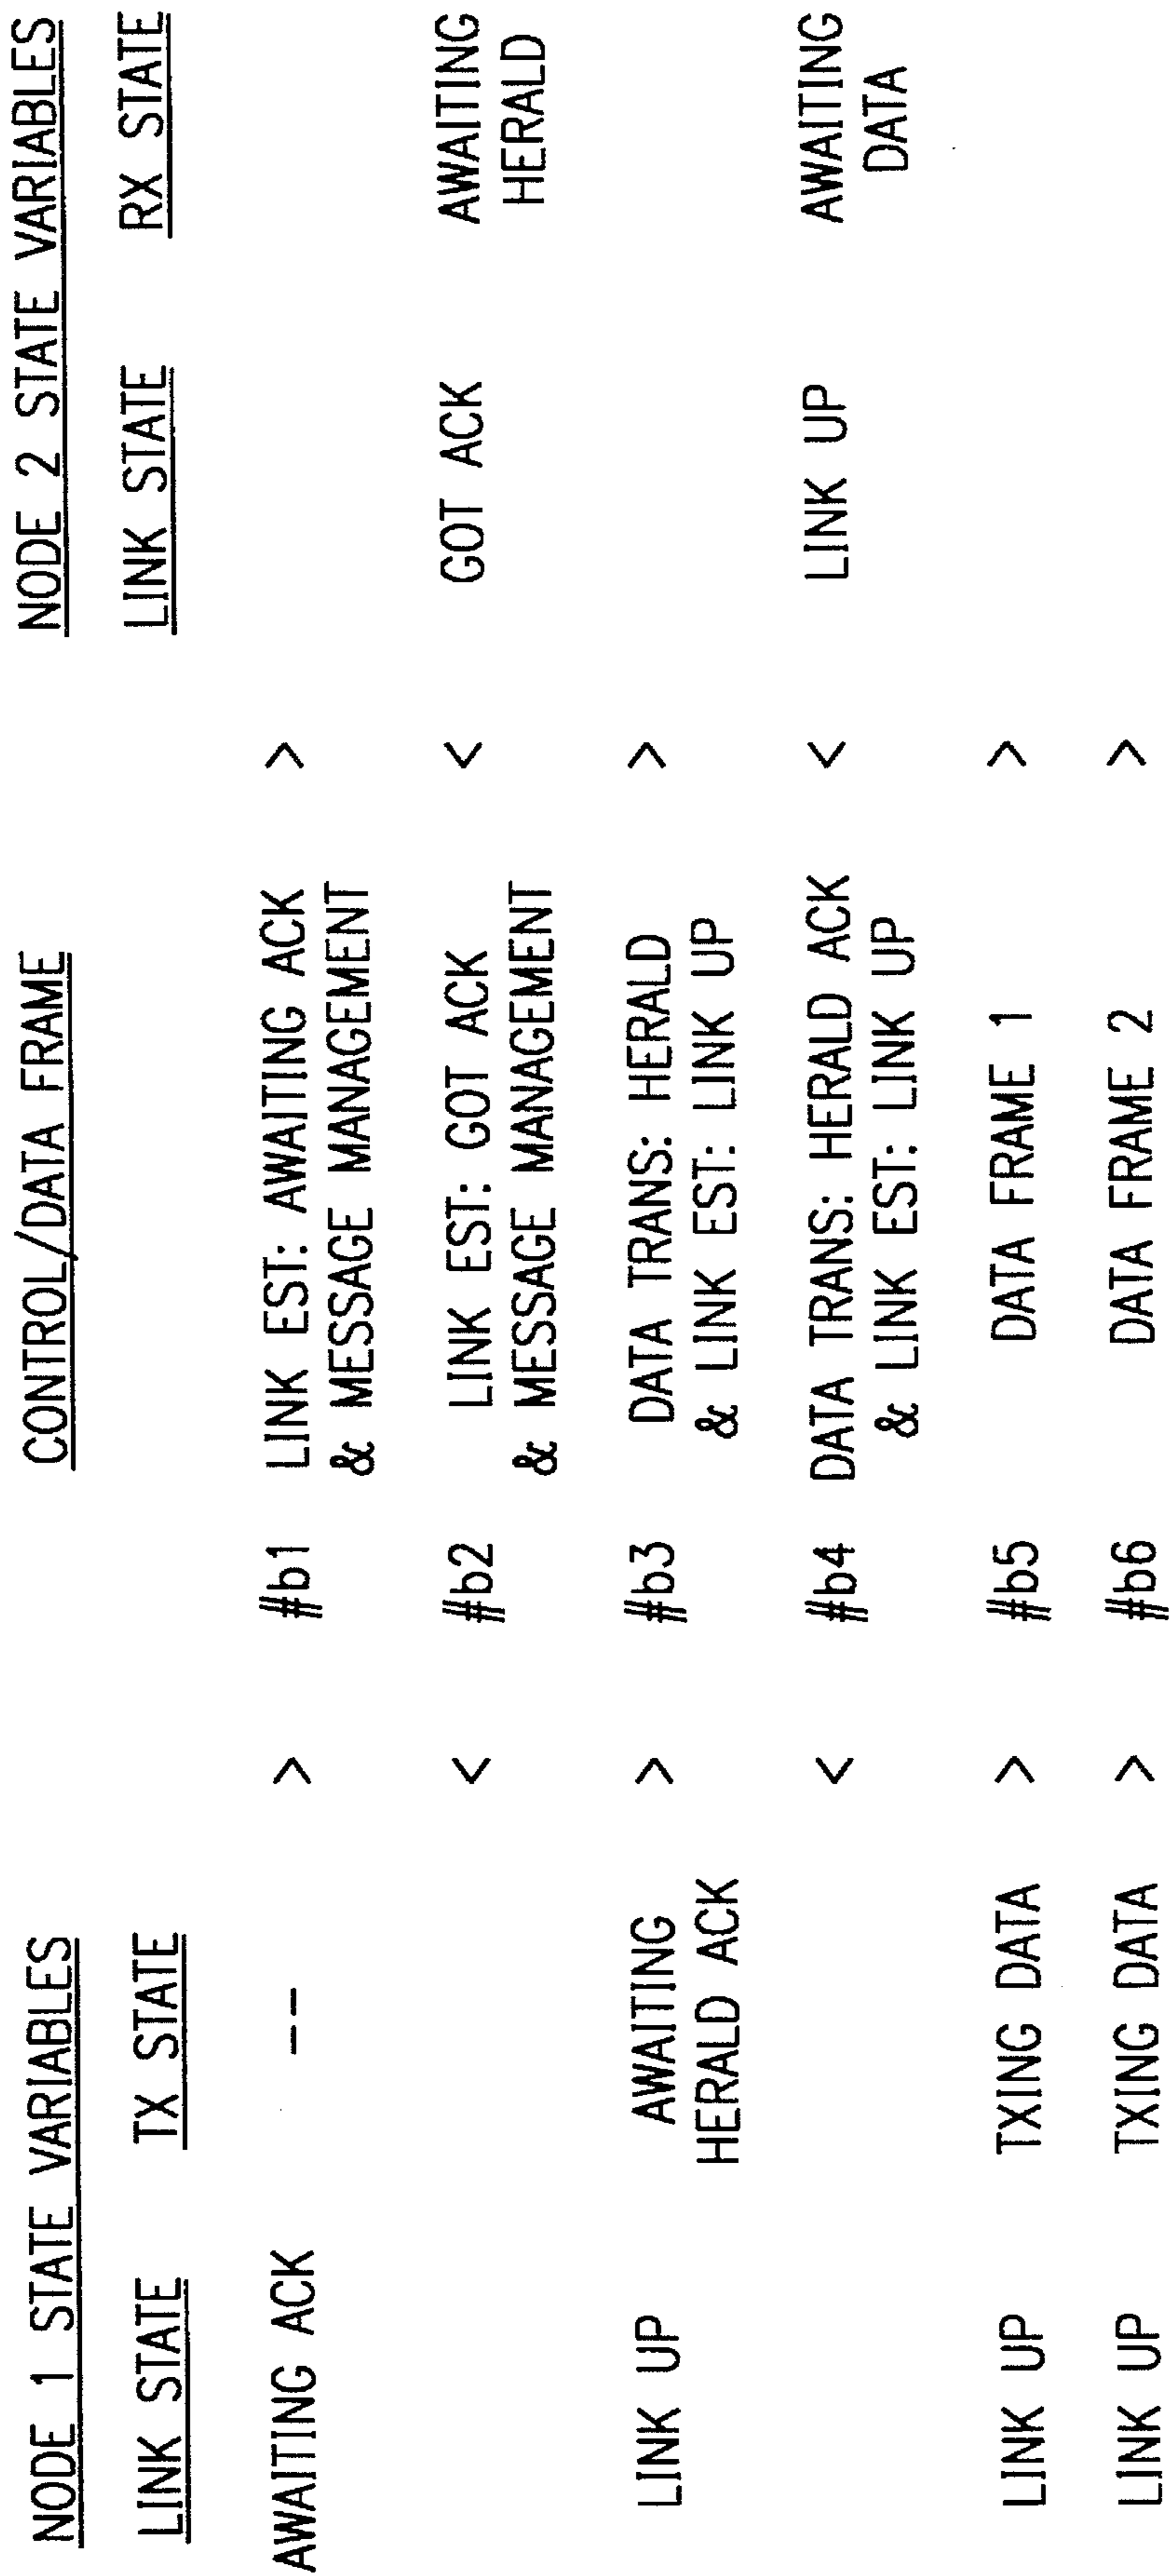 NODE 1 STATE VARIABLES CONTROL/DATA FRAME NODE 2 STATE VARIABLES
LINK STATE TX STATE LINK STATE RX STATE
AWAITING ACK -- > #b1 LINK EST: AWAITING ACK >
& MESSAGE MANAGEMENT
< #b2 LINK EST: GOT ACK < GOT ACK AWAITING
& MESSAGE MANAGEMENT HERALD
LINK UP AWAITING > #b3 DATA TRANS: HERALD >
HERALD ACK & LINK EST: LINK UP
< #b4 DATA TRANS: HERALD ACK < LINK UP AWAITING
& LINK EST: LINK UP DATA
LINK UP TXING DATA > #b5 DATA FRAME 1 >
LINK UP TXING DATA > #b6 DATA FRAME 2 >